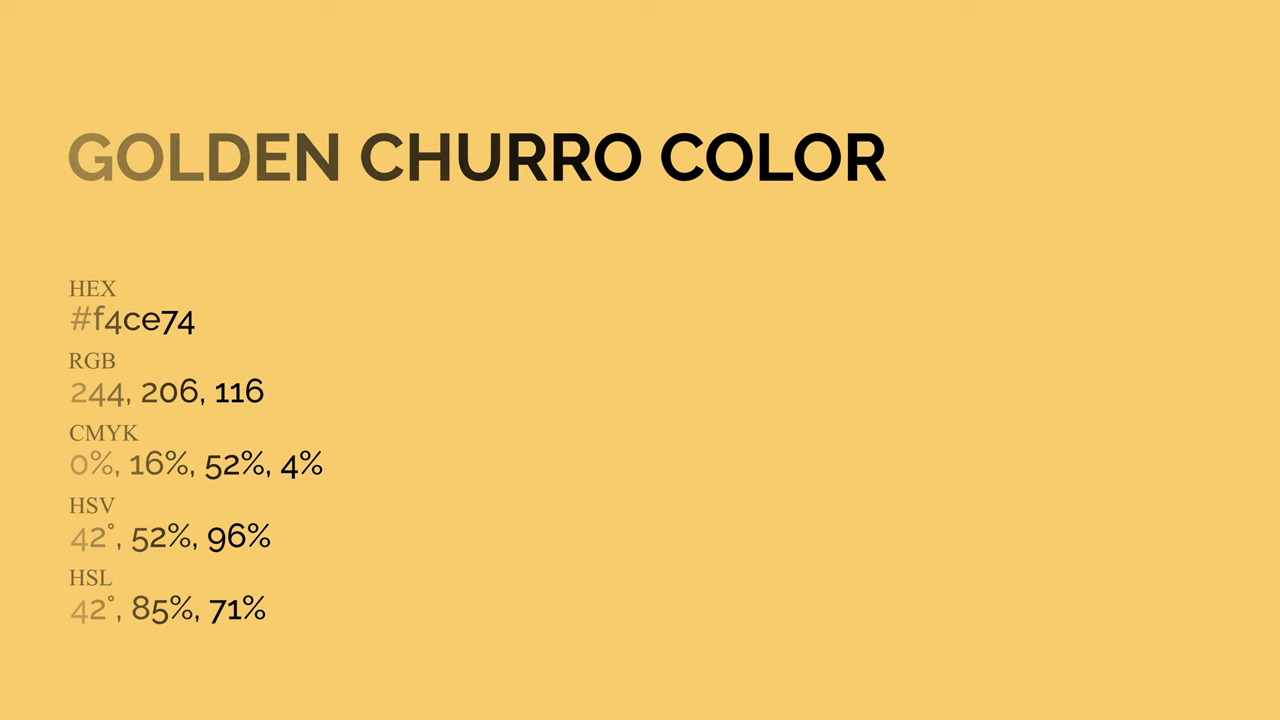 GOLDEN CHURRO COLOR
HEX
#f4ce74
RGB
244, 206, 116
CMYK
0%, 16%, 52%, 4%
HSV
42°, 52%, 96%
HSL
42°, 85%, 71%